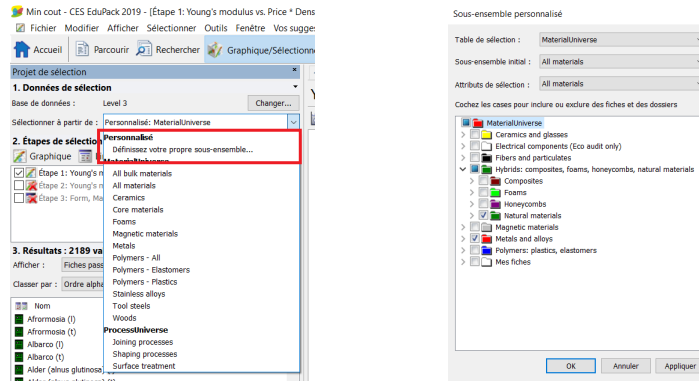 Min cout - CES EduPack 2019 - [Étape 1: Young's modulus vs. Price * Dens
Fichier Modifier Afficher Sélectionner Outils Fenêtre Vos sugge
Accueil Parcourir Rechercher Graphique/Sélectionne
Projet de sélection
1. Données de sélection
Base de données : Level 3 Changer...
Sélectionner à partir de : Personnalisé: MaterialUniverse
Personnalisé
Définissez votre propre sous-ensemble...
MaterialUniverse
All bulk materials
All materials
Ceramics
Core materials
Foams
Magnetic materials
Metals
Polymers - All
Polymers - Elastomers
Polymers - Plastics
Stainless alloys
Tool steels
Woods
ProcessUniverse
Joining processes
Shaping processes
Surface treatment
2. Étapes de sélection
Graphique
Étape 1: Young's m
Étape 2: Young's m
Étape 3: Form, Ma
3. Résultats : 2189 va
Afficher : Fiches pass
Classer par : Ordre alpha
Nom
Afrormosia (l)
Afrormosia (t)
Albarco (l)
Albarco (t)
Alder (alnus glutinosa)
Sous-ensemble personnalisé
Table de sélection : MaterialUniverse
Sous-ensemble initial : All materials
Attributs de sélection : All materials
Cochez les cases pour inclure ou exclure des fiches et des dossiers
MaterialUniverse
Ceramics and glasses
Electrical components (Eco audit only)
Fibers and particulates
Hybrids: composites, foams, honeycombs, natural materials
Composites
Foams
Honeycombs
Natural materials
Magnetic materials
Metals and alloys
Polymers: plastics, elastomers
Mes fiches
OK Annuler Appliquer